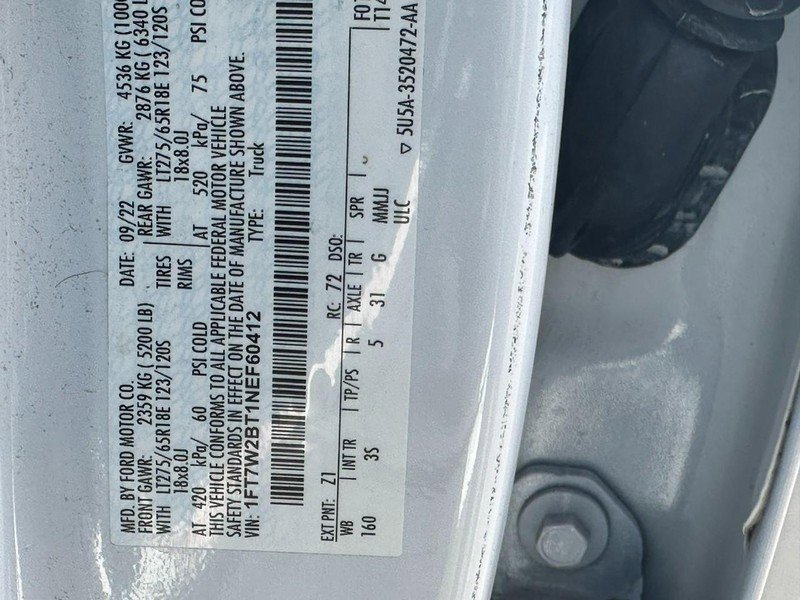 MFD. BY FORD MOTOR CO. DATE: 09/22 GVWR: 4536 KG (1000
FRONT GAWR: 2359 KG ( 5200 LB) REAR GAWR: 2876 KG ( 6340 L
WITH LT275/65R18E 123/120S TIRES WITH LT275/65R18E 123/120S
18x8.0J RIMS 18x8.0J
AT 420 kPa/ 60 PSI COLD AT 520 kPa/ 75 PSI CO
THIS VEHICLE CONFORMS TO ALL APPLICABLE FEDERAL MOTOR VEHICLE
SAFETY STANDARDS IN EFFECT ON THE DATE OF MANUFACTURE SHOWN ABOVE.
VIN: 1FT7W2BT1NEF60412 TYPE: Truck
EXT PNT: Z1 RC: 72 DSO: F07
WB INT TR TP/PS R AXLE TR SPR T14
160 3S 5 31 G MMJJ
ULC
▽ 5U5A-3520472-AA